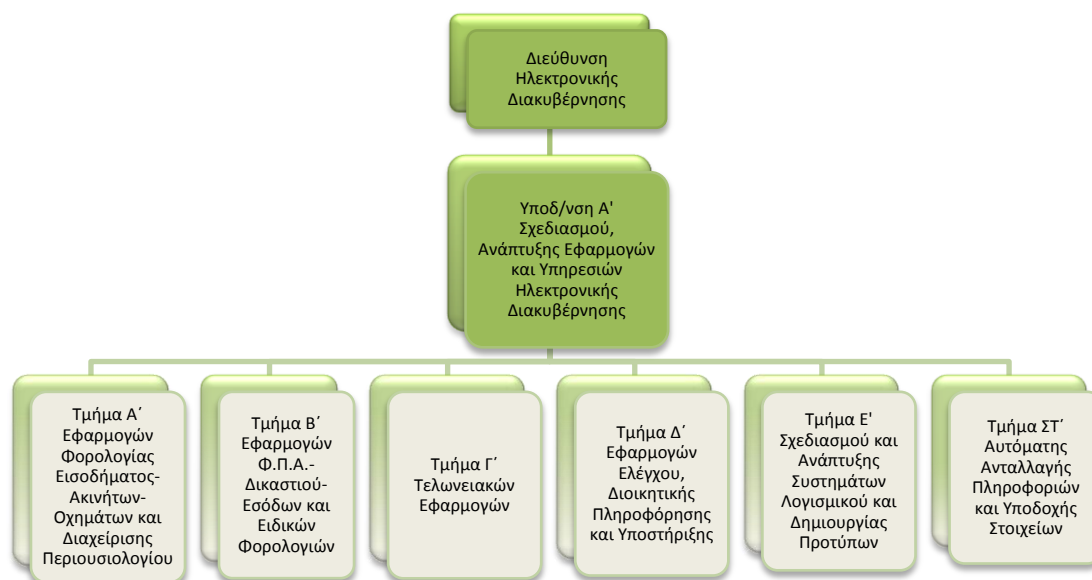 Διεύθυνση
Ηλεκτρονικής
Διακυβέρνησης
Υποδ/νση Α'
Σχεδιασμού,
Ανάπτυξης Εφαρμογών
και Υπηρεσιών
Ηλεκτρονικής
Διακυβέρνησης
Τμήμα Α΄
Εφαρμογών
Φορολογίας
Εισοδήματος-
Ακινήτων-
Οχημάτων και
Διαχείρισης
Περιουσιολογίου
Τμήμα Β΄
Εφαρμογών
Φ.Π.Α.-
Δικαστιού-
Εσόδων και
Ειδικών
Φορολογιών
Τμήμα Γ΄
Τελωνειακών
Εφαρμογών
Τμήμα Δ΄
Εφαρμογών
Ελέγχου,
Διοικητικής
Πληροφόρησης
και Υποστήριξης
Τμήμα Ε'
Σχεδιασμού και
Ανάπτυξης
Συστημάτων
Λογισμικού και
Δημιουργίας
Προτύπων
Τμήμα ΣΤ΄
Αυτόματης
Ανταλλαγής
Πληροφοριών
και Υποδοχής
Στοιχείων